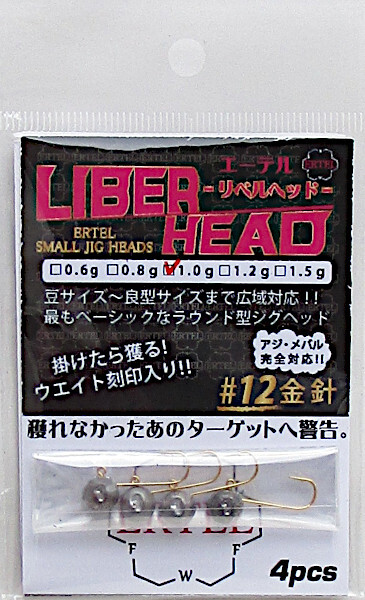 エーテル ERTEL
LIBER
-リベルヘッド-
HEAD
ERTEL
SMALL JIG HEADS
0.6g 0.8g 1.0g 1.2g 1.5g
豆サイズ～良型サイズまで広域対応!!
最もベーシックなラウンド型ジグヘッド
掛けたら獲る!
ウエイト刻印入り!!
アジ・メバル
完全対応!!
#12金針
獲れなかったあのターゲットへ警告。
ERTEL
F F
W
4pcs